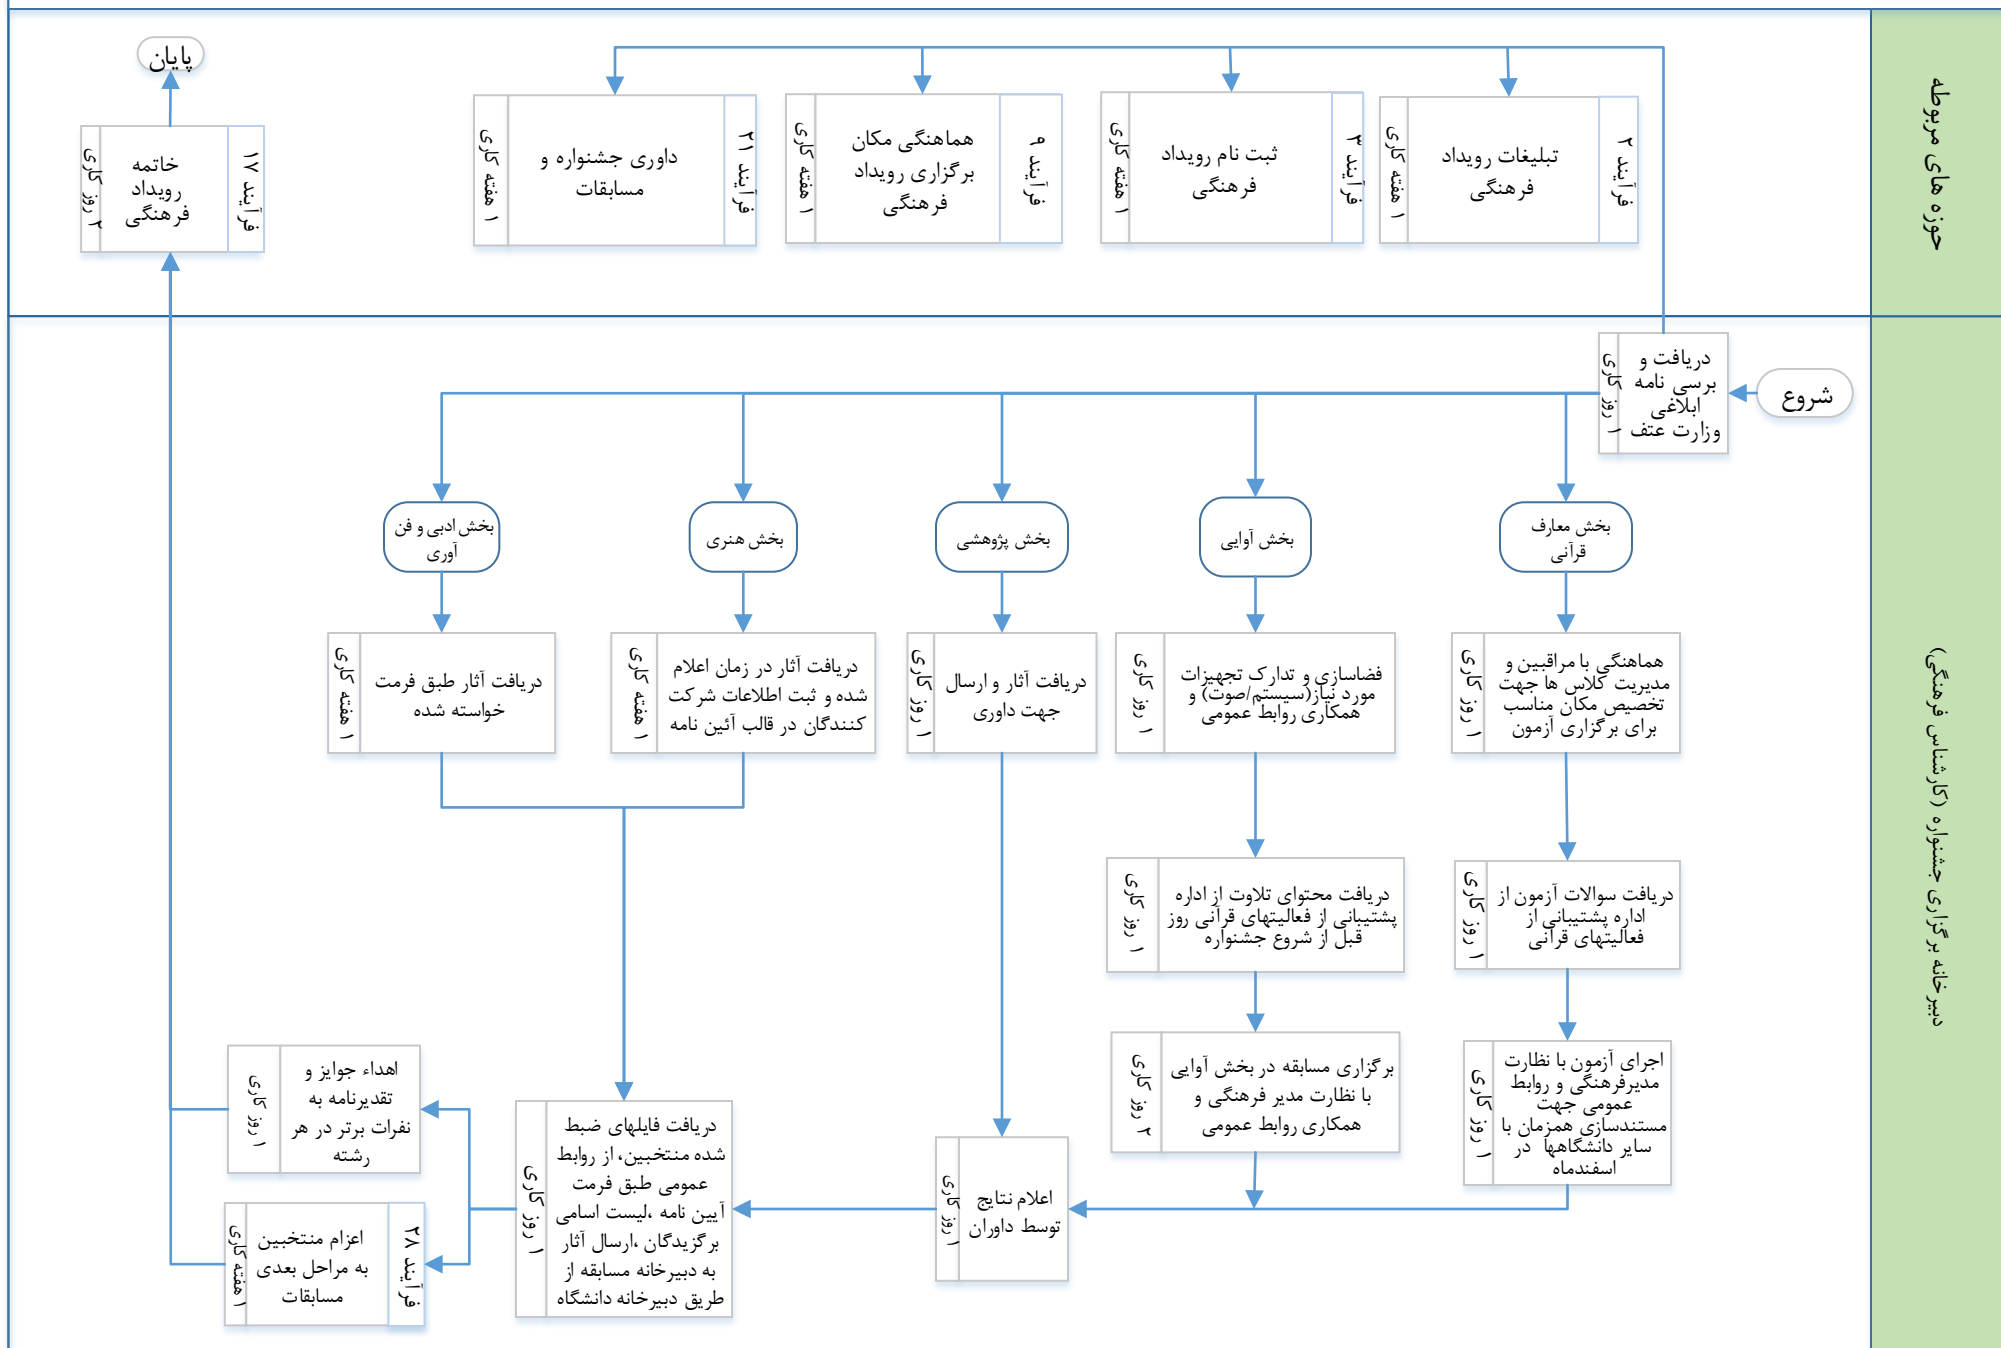 حوزه های مربوطه
فرآیند ۲
تبلیغات رویداد
فرهنگی
۱ هفته کاری
فرآیند ۳
ثبت نام رویداد
فرهنگی
۱ هفته کاری
فرآیند ۹
هماهنگی مکان
برگزاری رویداد
فرهنگی
۱ هفته کاری
فرآیند ۲۱
داوری جشنواره و
مسابقات
۱ هفته کاری
پایان
فرآیند ۱۷
خاتمه
رویداد
فرهنگی
۲ روز کاری
دبیرخانه برگزاری جشنواره (کارشناس فرهنگی)
شروع
دریافت و
برسی نامه
ابلاغی
وزارت عتف
۱ روز کاری
بخش معارف
قرآنی
بخش آوایی
بخش پژوهشی
بخش هنری
بخش ادبی و فن
آوری
هماهنگی با مراقبین و
مدیریت کلاس ها جهت
تخصیص مکان مناسب
برای برگزاری آزمون
۱ روز کاری
فضاسازی و تدارک تجهیزات
مورد نیاز(سیستم/صوت) و
همکاری روابط عمومی
۱ روز کاری
دریافت آثار و ارسال
جهت داوری
۱ روز کاری
دریافت آثار در زمان اعلام
شده و ثبت اطلاعات شرکت
کنندگان در قالب آئین نامه
۱ هفته کاری
دریافت آثار طبق فرمت
خواسته شده
۱ هفته کاری
دریافت سوالات آزمون از
اداره پشتیبانی از
فعالیتهای قرآنی
۱ روز کاری
دریافت محتوای تلاوت از اداره
پشتیبانی از فعالیتهای قرآنی روز
قبل از شروع جشنواره
۱ روز کاری
اجرای آزمون با نظارت
مدیرفرهنگی و روابط
عمومی جهت
مستندسازی همزمان با
سایر دانشگاهها در
اسفندماه
۱ روز کاری
برگزاری مسابقه در بخش آوایی
با نظارت مدیر فرهنگی و
همکاری روابط عمومی
۲ روز کاری
اعلام نتایج
توسط داوران
۱ روز کاری
دریافت فایلهای ضبط
شده منتخبین، از روابط
عمومی طبق فرمت
آیین نامه ،لیست اسامی
برگزیدگان ،ارسال آثار
به دبیرخانه مسابقه از
طریق دبیرخانه دانشگاه
۱ روز کاری
اهداء جوایز و
تقدیرنامه به
نفرات برتر در هر
رشته
۱ روز کاری
فرآیند ۲۸
اعزام منتخبین
به مراحل بعدی
مسابقات
۱ هفته کاری